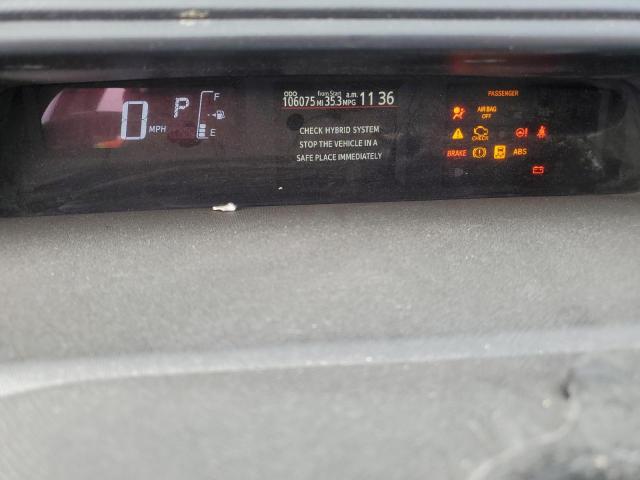 ODO from Start a.m.
106075 MI 35.3 MPG 11 36
0 MPH
P
F
E
CHECK HYBRID SYSTEM
STOP THE VEHICLE IN A
SAFE PLACE IMMEDIATELY
PASSENGER
AIR BAG
OFF
CHECK
BRAKE
ABS